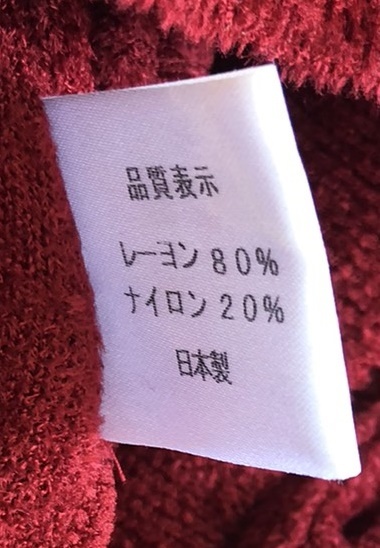 品質表示
レーヨン 80%
ナイロン 20%
日本製